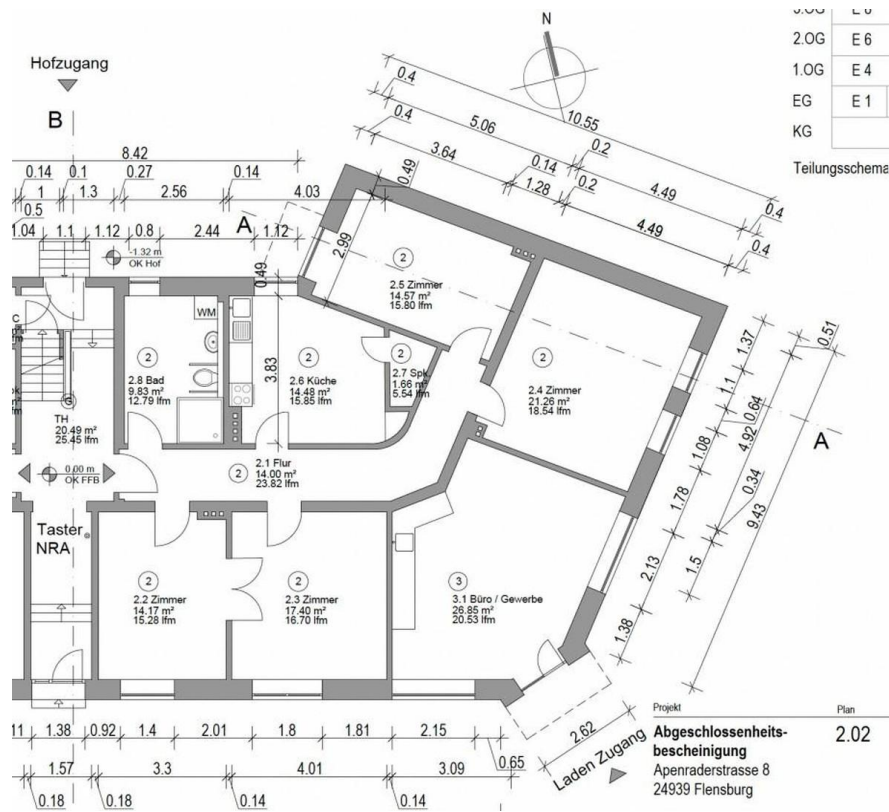 2.OG E 6
1.OG E 4
EG E 1
KG
Teilungsschema
N
Hofzugang
B
0.4
10.55
0.4
5.06
0.2
3.64
0.14
1.28
0.2
4.49
0.4
4.49
0.4
8.42
0.14 0.1 0.27 0.14
1 1.3 2.56 4.03
0.5
1.04 1.1 1.12 0.8 2.44 1.12
A
0.49
2.99
0.49
3.83
-1.32 m
OK Hof
2
2.5 Zimmer
14.57 m²
15.80 lfm
WM
2
2.8 Bad
9.83 m²
12.79 lfm
2
2.6 Küche
14.48 m²
15.85 lfm
2
2.7 Spk.
1.66 m²
5.54 lfm
2
2.4 Zimmer
21.26 m²
18.54 lfm
TH
20.49 m²
25.45 lfm
0.00 m
OK FFB
2
2.1 Flur
14.00 m²
23.82 lfm
0.51
1.37
1.1
0.64
4.92
1.08
A
0.34
1.78
9.43
2.13
1.5
1.38
Taster
NRA
2
2.2 Zimmer
14.17 m²
15.28 lfm
2
2.3 Zimmer
17.40 m²
16.70 lfm
3
3.1 Büro / Gewerbe
26.85 m²
20.53 lfm
2.62
Laden Zugang
11 1.38 0.92 1.4 2.01 1.8 1.81 2.15 0.65
1.57 3.3 4.01 3.09
0.18 0.18 0.14 0.14
Projekt Plan
Abgeschlossenheits- 2.02
bescheinigung
Apenraderstrasse 8
24939 Flensburg